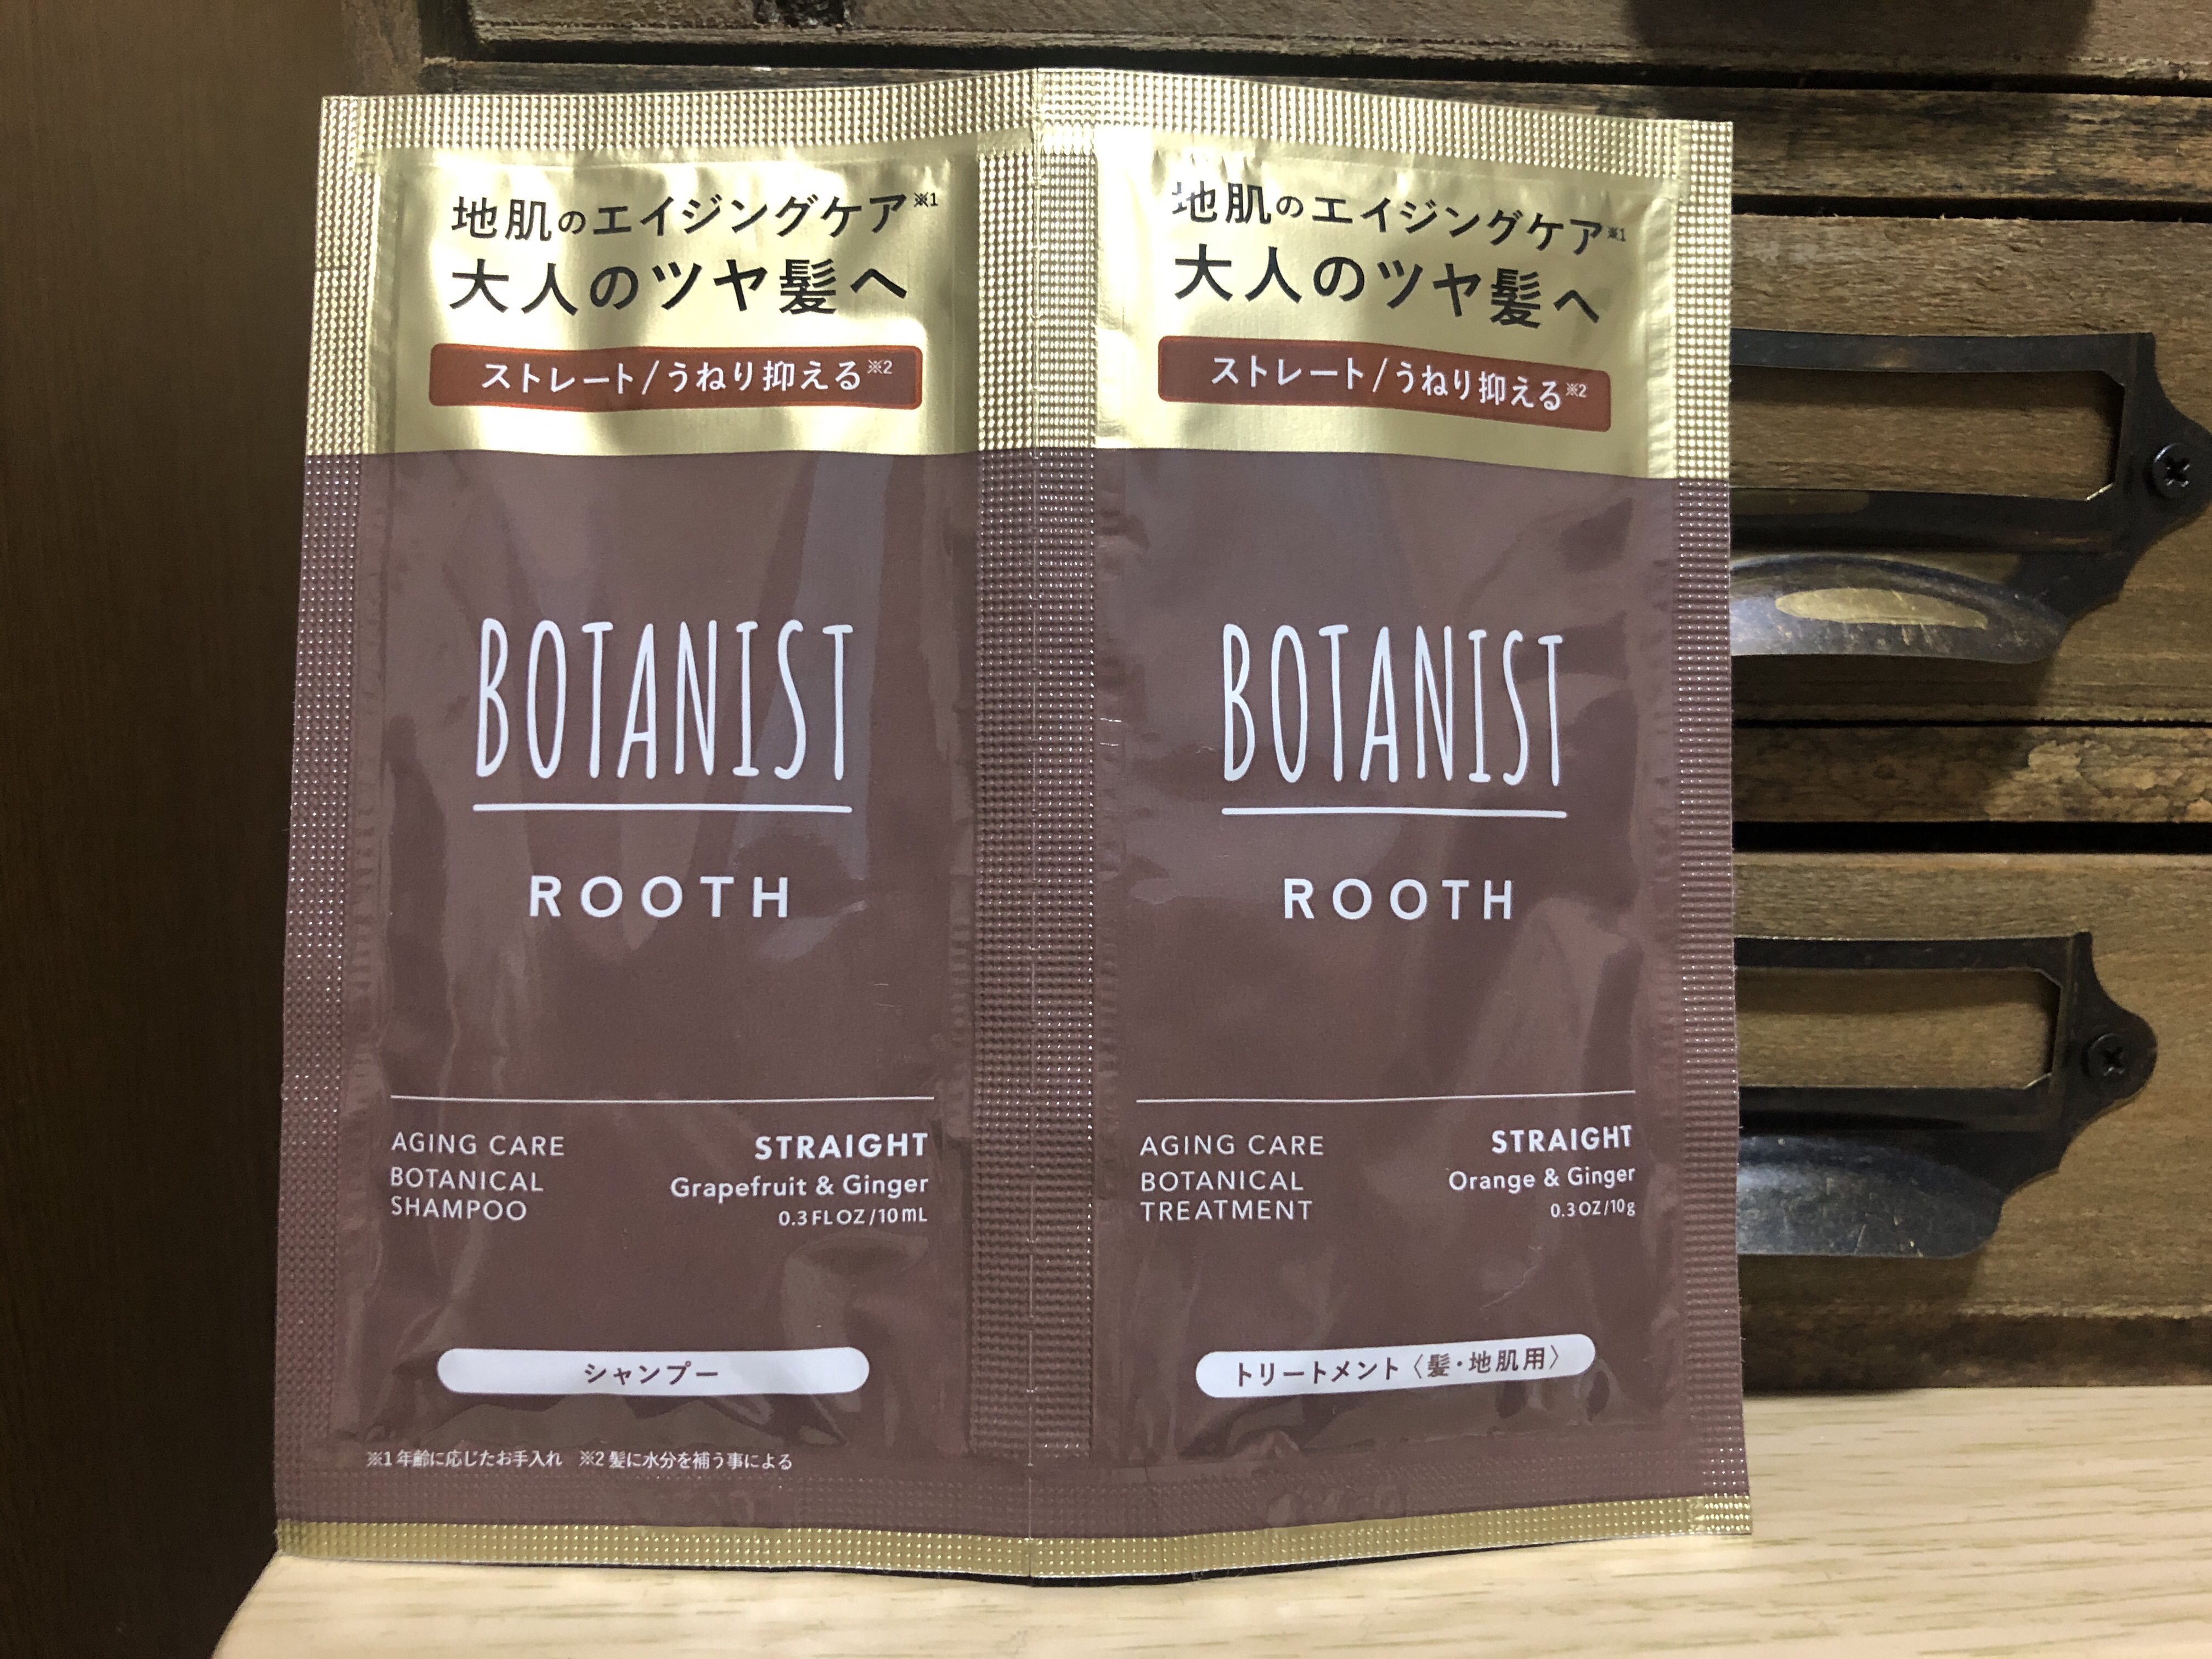 地肌のエイジングケア※1
大人のツヤ髪へ
ストレート/うねり抑える※2
BOTANIST
ROOTH
AGING CARE
BOTANICAL
SHAMPOO
STRAIGHT
Grapefruit & Ginger
0.3 FL OZ/10mL
シャンプー
※1 年齢に応じたお手入れ ※2 髪に水分を補う事による
地肌のエイジングケア※1
大人のツヤ髪へ
ストレート/うねり抑える※2
BOTANIST
ROOTH
AGING CARE
BOTANICAL
TREATMENT
STRAIGHT
Orange & Ginger
0.3 OZ/10g
トリートメント〈髪・地肌用〉